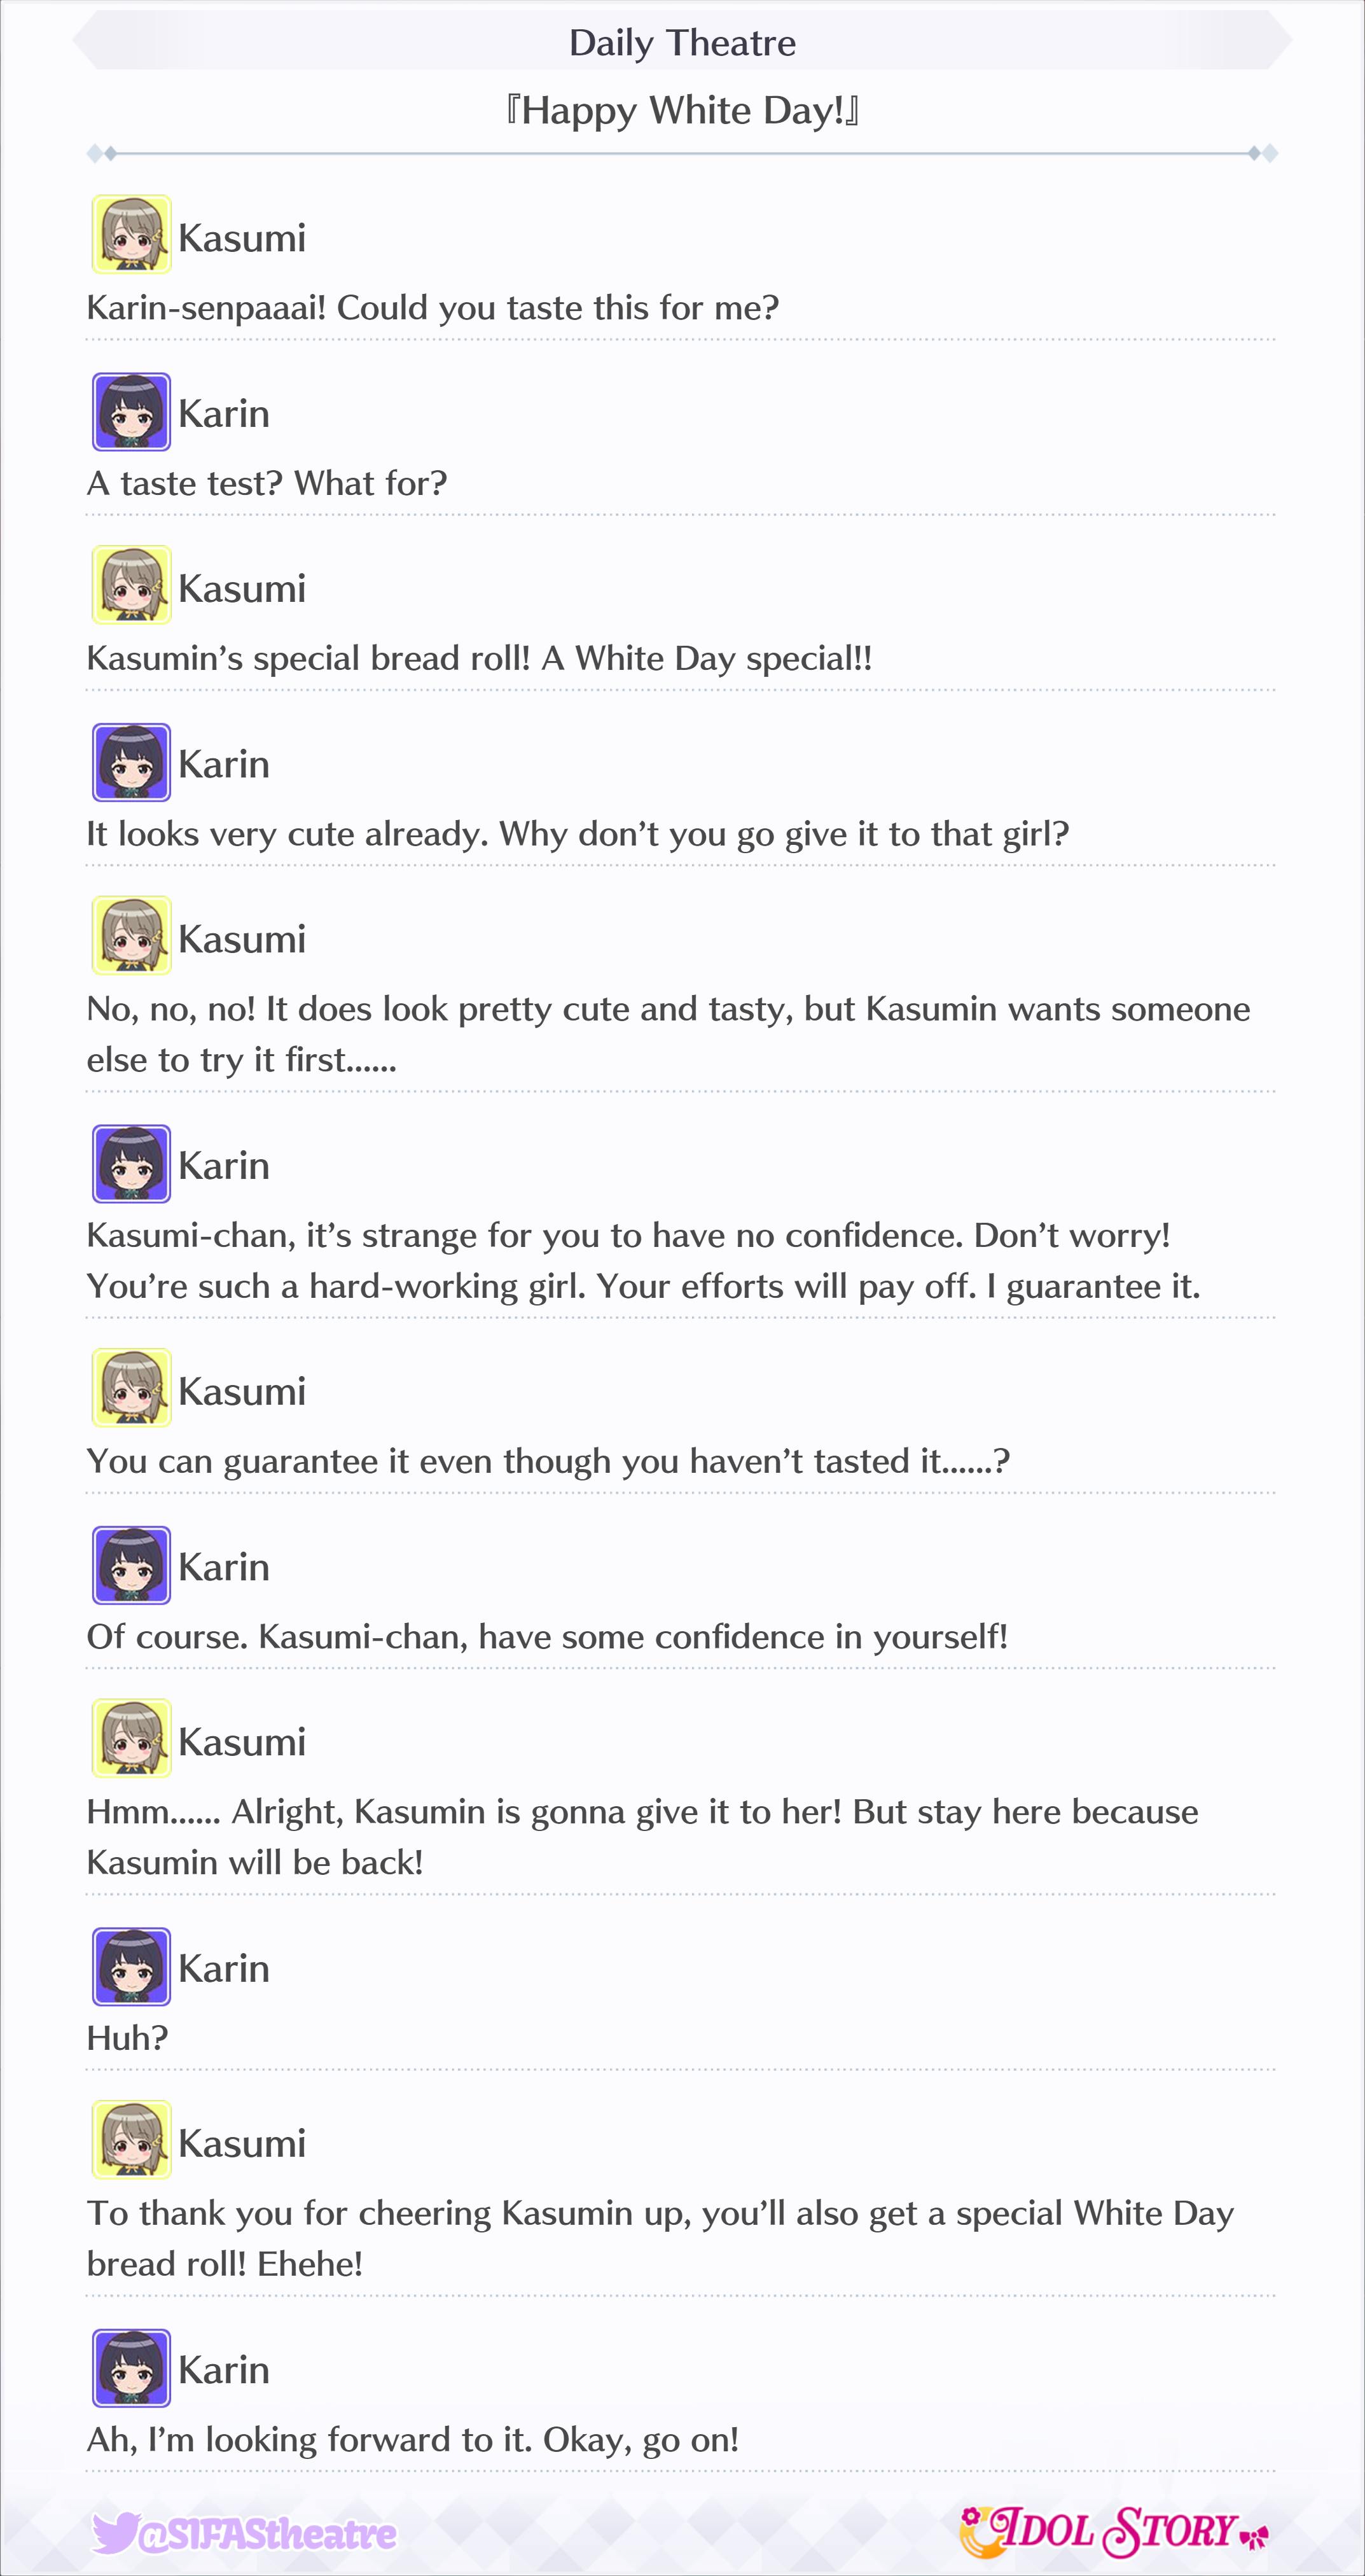 Daily Theatre
『Happy White Day!』
Kasumi
Karin-senpaaai! Could you taste this for me?
Karin
A taste test? What for?
Kasumi
Kasumin’s special bread roll! A White Day special!!
Karin
It looks very cute already. Why don’t you go give it to that girl?
Kasumi
No, no, no! It does look pretty cute and tasty, but Kasumin wants someone
else to try it first......
Karin
Kasumi-chan, it’s strange for you to have no confidence. Don’t worry!
You’re such a hard-working girl. Your efforts will pay off. I guarantee it.
Kasumi
You can guarantee it even though you haven’t tasted it......?
Karin
Of course. Kasumi-chan, have some confidence in yourself!
Kasumi
Hmm...... Alright, Kasumin is gonna give it to her! But stay here because
Kasumin will be back!
Karin
Huh?
Kasumi
To thank you for cheering Kasumin up, you’ll also get a special White Day
bread roll! Ehehe!
Karin
Ah, I’m looking forward to it. Okay, go on!
@SIFAStheatre
IDOL STORY